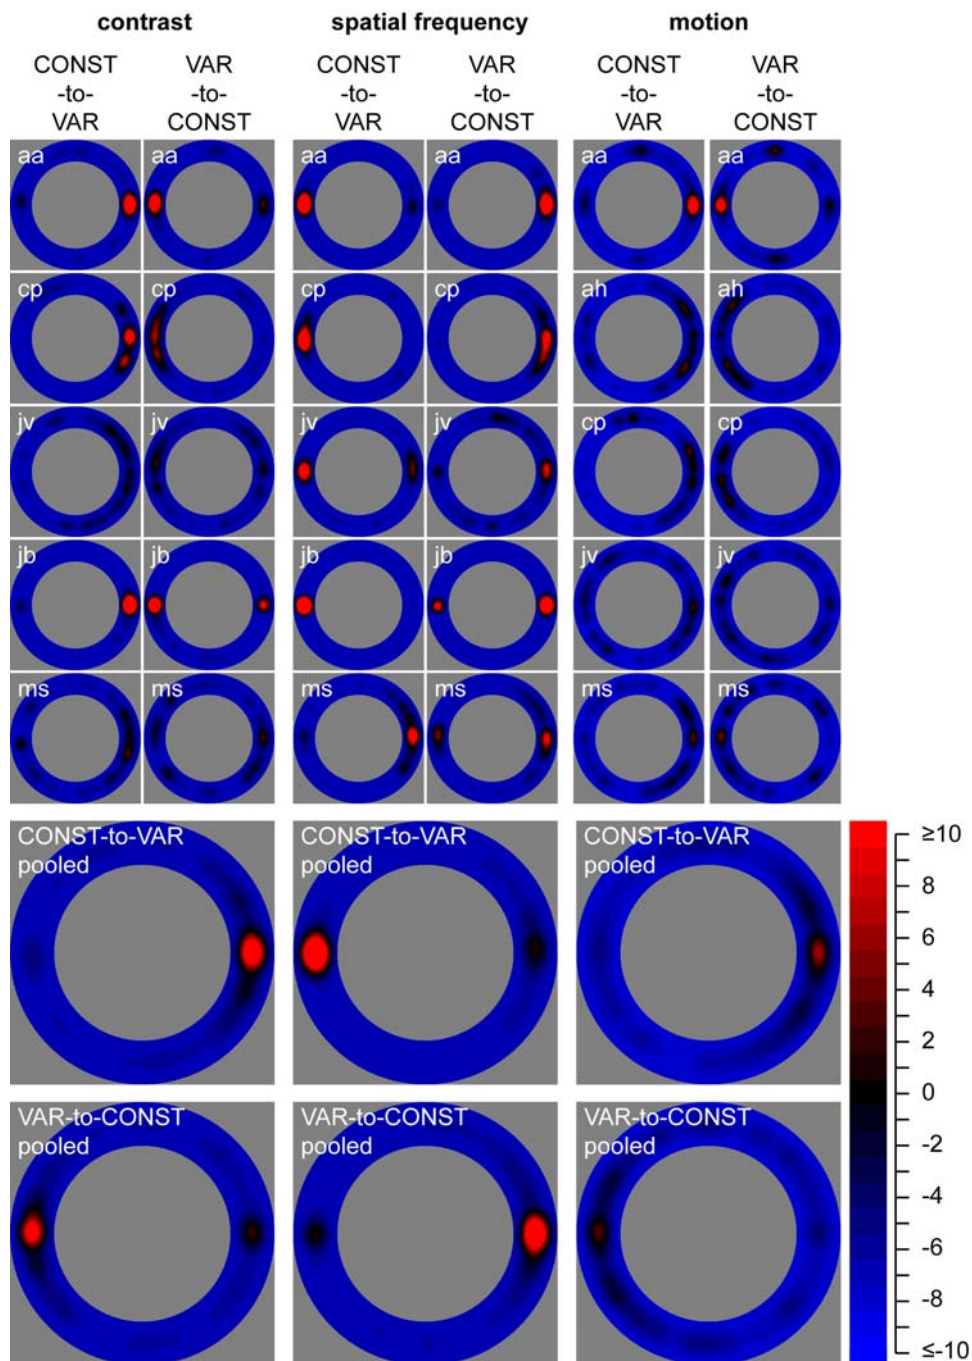 contrast spatial frequency motion
CONST VAR CONST VAR CONST VAR
-to- -to- -to- -to- -to- -to-
VAR CONST VAR CONST VAR CONST
aa aa aa aa aa aa
cp cp cp cp ah ah
jv jv jv jv cp cp
jb jb jb jb jv jv
ms ms ms ms ms ms
CONST-to-VAR CONST-to-VAR CONST-to-VAR
pooled pooled pooled
VAR-to-CONST VAR-to-CONST VAR-to-CONST
pooled pooled pooled
≥10
8
6
4
2
0
-2
-4
-6
-8
≤-10